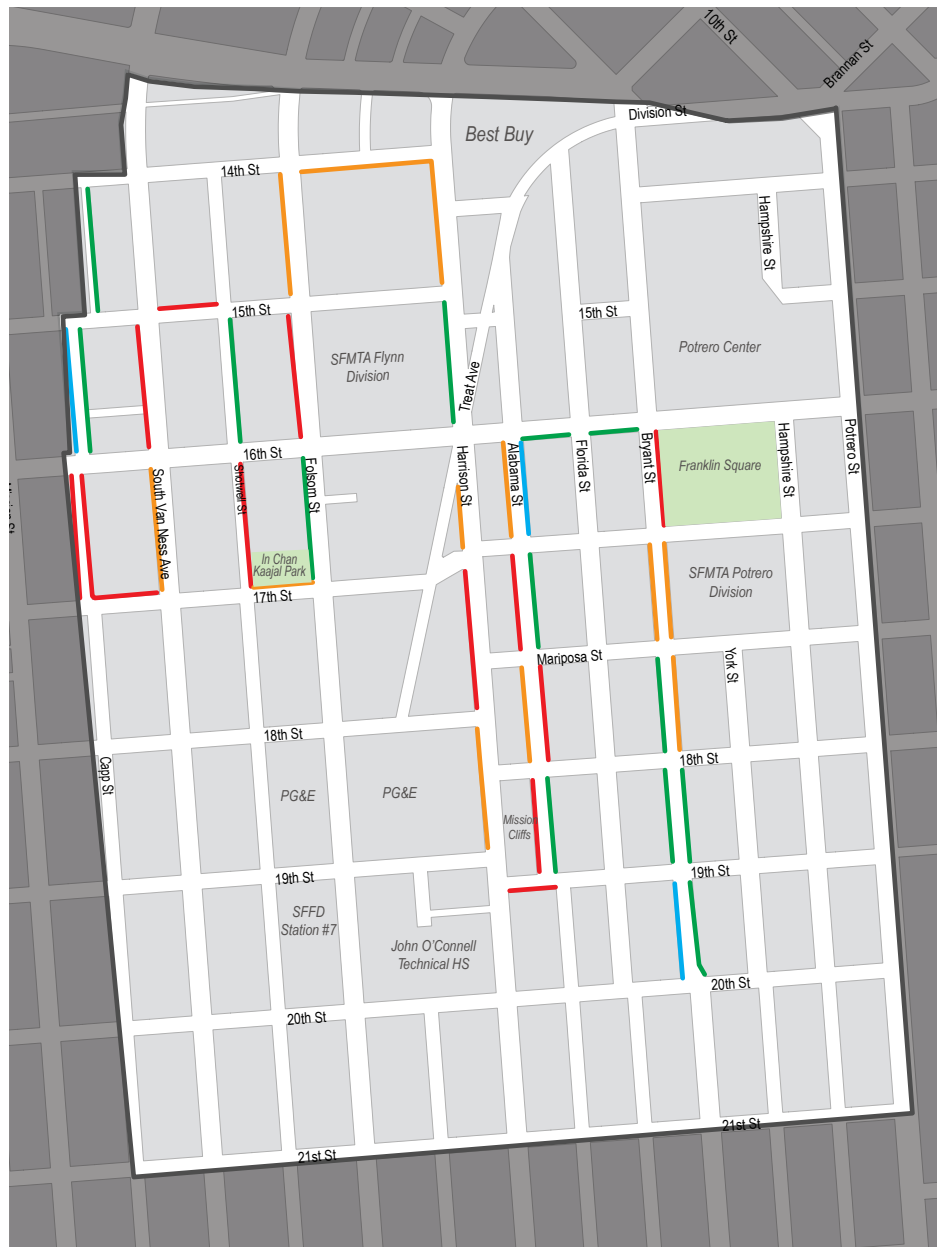 10th St
Brannan St
Division St
Best Buy
14th St
Hampshire St
15th St
15th St
SFMTA Flynn
Division
Potrero Center
Treat Ave
16th St
South Van Ness Ave
Shotwell St
Folsom St
Harrison St
Alabama St
Florida St
Bryant St
Franklin Square
Hampshire St
Potrero St
In Chan
Kaajal Park
17th St
SFMTA Potrero
Division
Mariposa St
York St
18th St
18th St
Capp St
PG&E
PG&E
Mission
Cliffs
19th St
19th St
SFFD
Station #7
John O'Connell
Technical HS
20th St
20th St
21st St
21st St